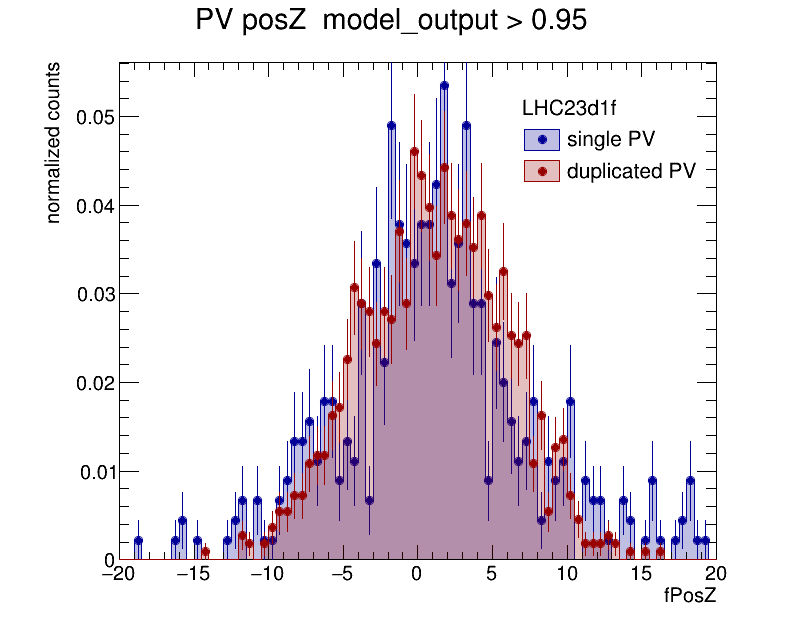 PV posZ  model_output > 0.95
normalized counts
0.05
0.04
0.03
0.02
0.01
0
LHC23d1f
single PV
duplicated PV
−20 −15 −10 −5 0 5 10 15 20
fPosZ